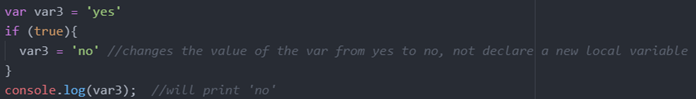 var var3 = 'yes'
if (true){
  var3 = 'no' //changes the value of the var from yes to no, not declare a new local variable
}
console.log(var3);  //will print 'no'